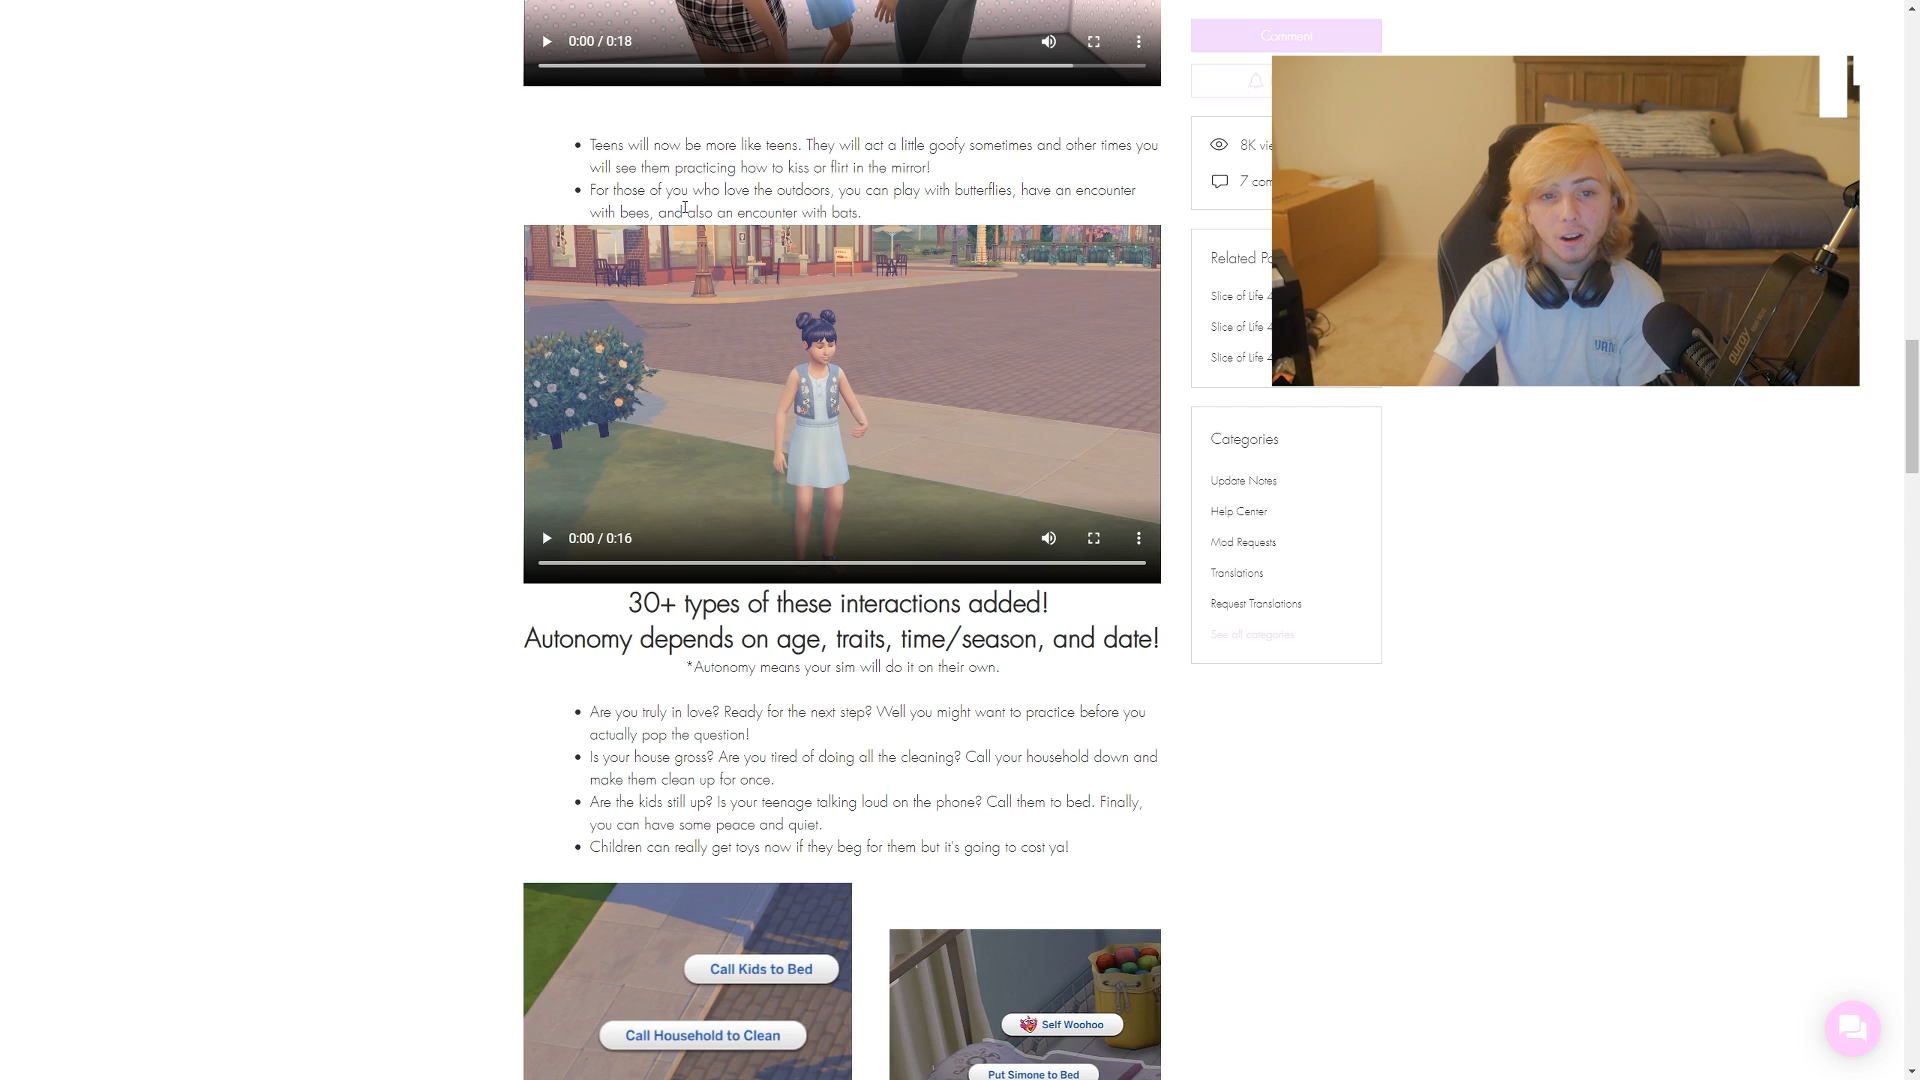 0:00 / 0:18
Comment
Teens will now be more like teens. They will act a little goofy sometimes and other times you
will see them practicing how to kiss or flirt in the mirror!
For those of you who love the outdoors, you can play with butterflies, have an encounter
with bees, and also an encounter with bats.
8K
7
Related
Slice of Life
Slice of Life
Slice of Life
0:00 / 0:16
Categories
Update Notes
Help Center
Mod Requests
Translations
Request Translations
See all categories
30+ types of these interactions added!
Autonomy depends on age, traits, time/season, and date!
*Autonomy means your sim will do it on their own.
Are you truly in love? Ready for the next step? Well you might want to practice before you
actually pop the question!
Is your house gross? Are you tired of doing all the cleaning? Call your household down and
make them clean up for once.
Are the kids still up? Is your teenage talking loud on the phone? Call them to bed. Finally,
you can have some peace and quiet.
Children can really get toys now if they beg for them but it's going to cost ya!
Call Kids to Bed
Call Household to Clean
Self Woohoo
Put Simone to Bed